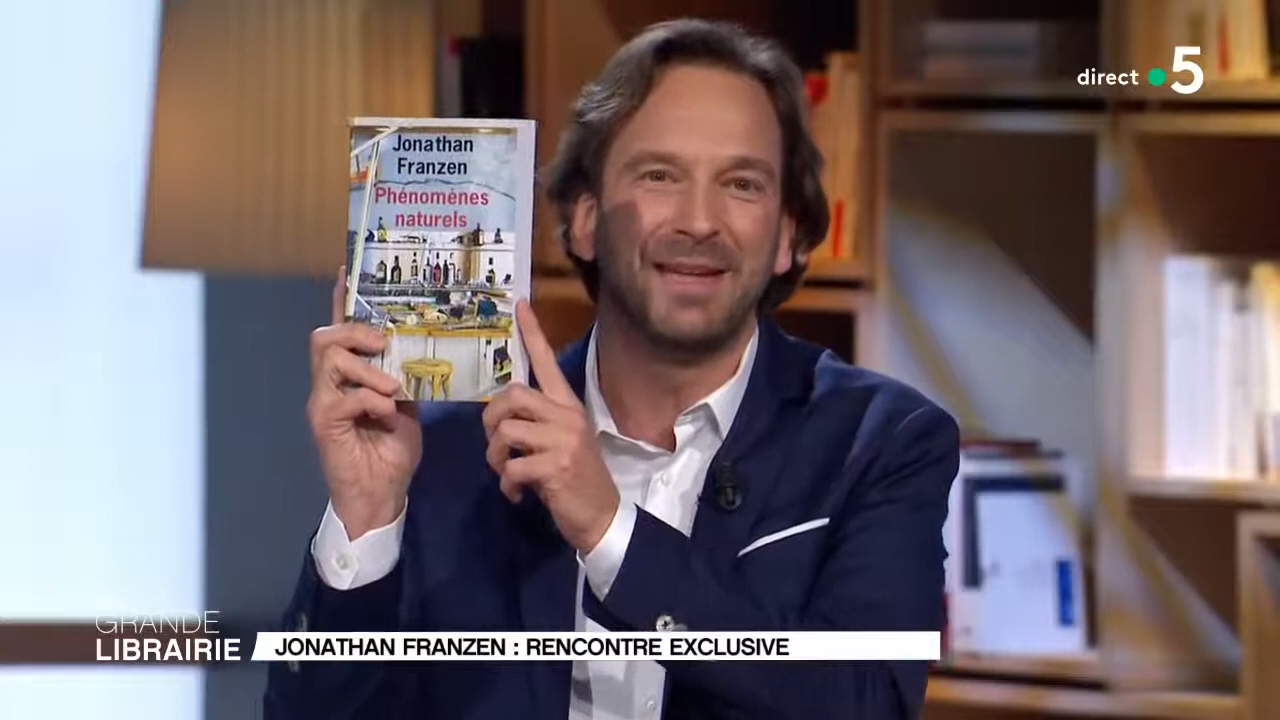 direct 5
Jonathan
Franzen
Phénomènes
naturels
GRANDE
LIBRAIRIE
JONATHAN FRANZEN : RENCONTRE EXCLUSIVE